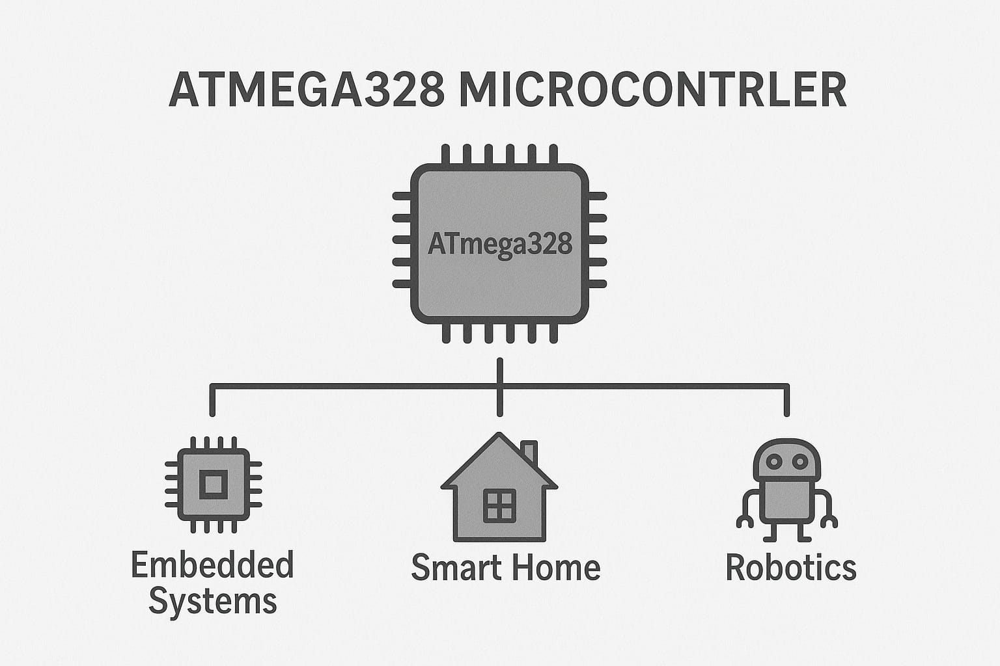 ATMEGA328 MICROCONTRLER
ATmega328
Embedded
Systems
Smart Home
Robotics